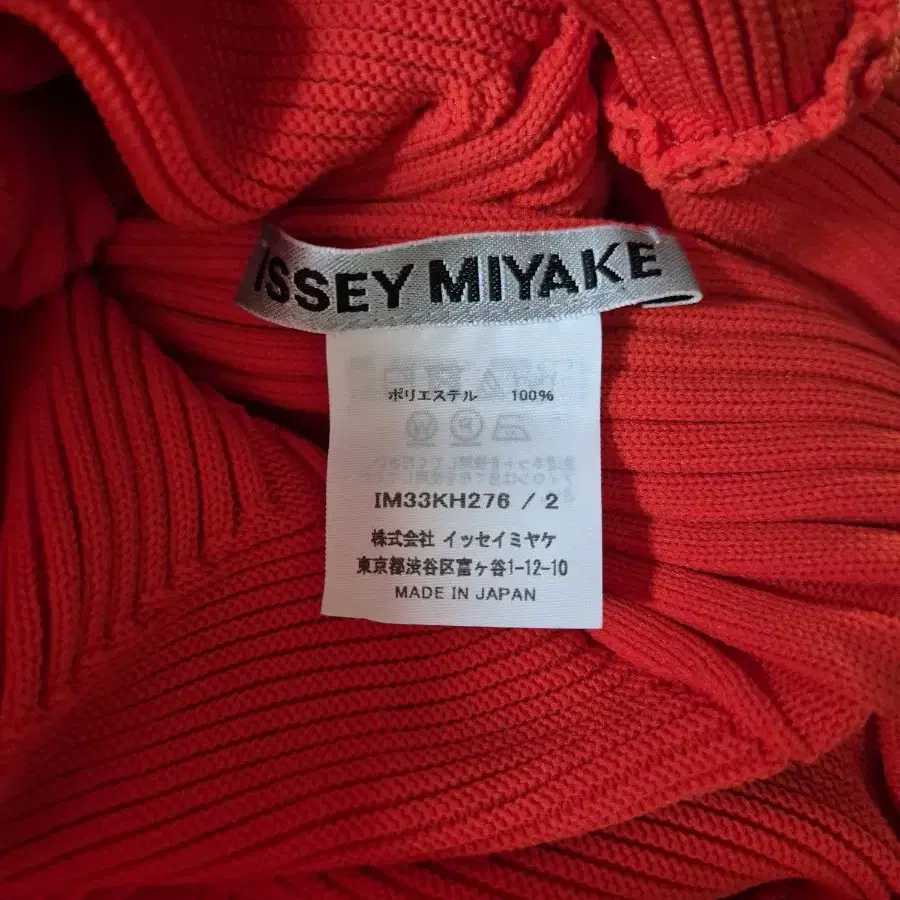 ISSEY MIYAKE
ポリエステル 100%
IM33KH276 / 2
株式会社 イッセイミヤケ
東京都渋谷区富ヶ谷1-12-10
MADE IN JAPAN